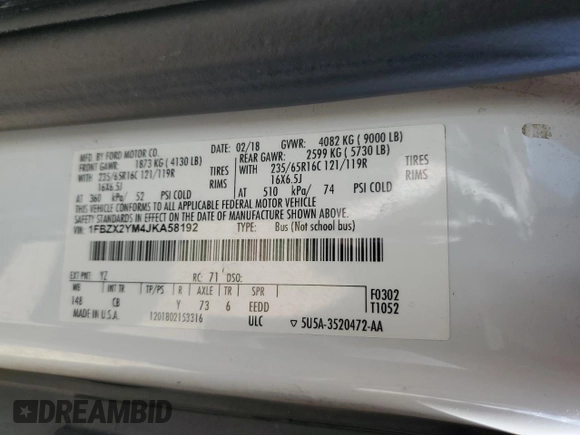 MFD. BY FORD MOTOR CO. 02/18 GVWR: 4082 KG ( 9000 LB)
FRONT GAWR: 1873 KG ( 4130 LB) REAR GAWR: 2599 KG ( 5730 LB)
WITH 235/65R16C 121/119R TIRES WITH 235/65R16C 121/119R TIRES
16X6.5J RIMS 16X6.5J RIMS
AT 360 kPa/ 52 PSI COLD AT 510 kPa/ 74 PSI COLD
THIS VEHICLE CONFORMS TO ALL APPLICABLE FEDERAL MOTOR VEHICLE
SAFETY STANDARDS IN EFFECT ON THE DATE OF MANUFACTURE SHOWN ABOVE.
VIN: 1FBZX2YM4JKA58192 TYPE: Bus (Not school bus)
EXT PNT: YZ RC: 71 DSO:
WB INT TR TP/PS R AXLE TR SPR F0302
148 CB Y 73 6 EEDD T1052
MADE IN U.S.A. 1201802153316 ULC 5U5A-3520472-AA
DREAMBID